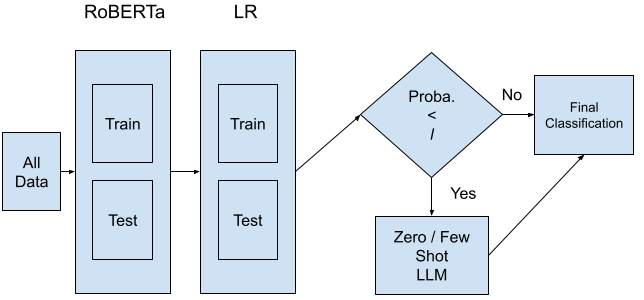 RoBERTa
LR
All
Data
Train
Test
Train
Test
Proba.
<
l
No
Yes
Zero / Few
Shot
LLM
Final
Classification